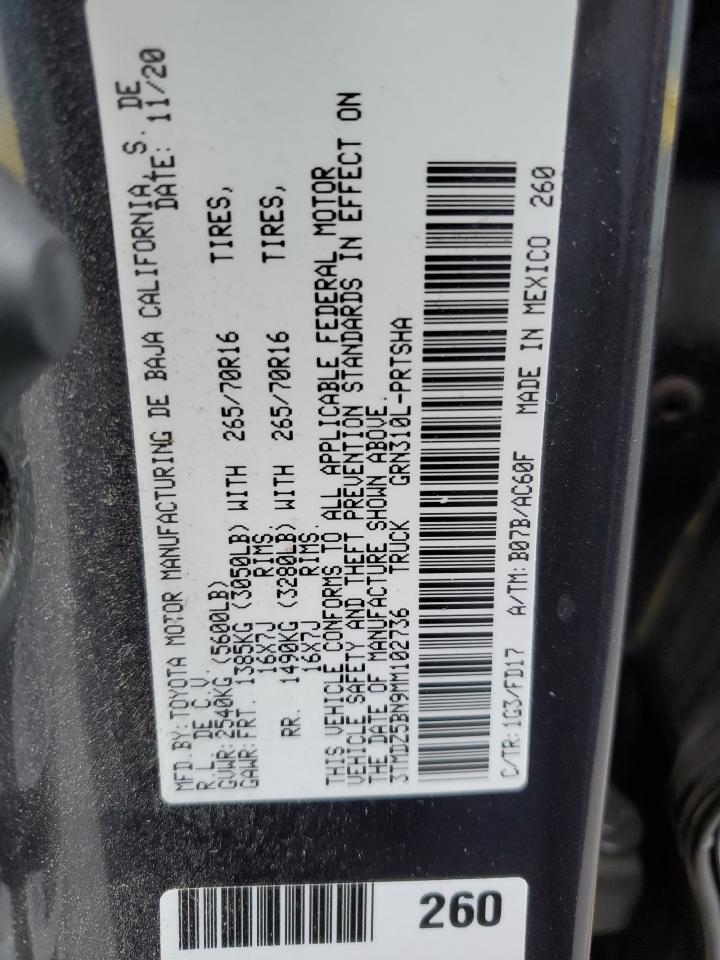 MFD.BY:TOYOTA MOTOR MANUFACTURING DE BAJA CALIFORNIA, S. DE
R.L. DE C.V. DATE: 11/20
GVWR:2540KG (5600LB)
GAWR:FRT. 1385KG (3050LB) WITH 265/70R16 TIRES,
16X7J RIMS.
RR. 1490KG (3280LB) WITH 265/70R16 TIRES,
16X7J RIMS.
THIS VEHICLE CONFORMS TO ALL APPLICABLE FEDERAL MOTOR
VEHICLE SAFETY AND THEFT PREVENTION STANDARDS IN EFFECT ON
THE DATE OF MANUFACTURE SHOWN ABOVE.
3TMDZ5BN9MM102736 TRUCK GRN310L-PRTSHA
C/TR:1G3/FD17 A/TM:B07B/AC60F MADE IN MEXICO 260
260